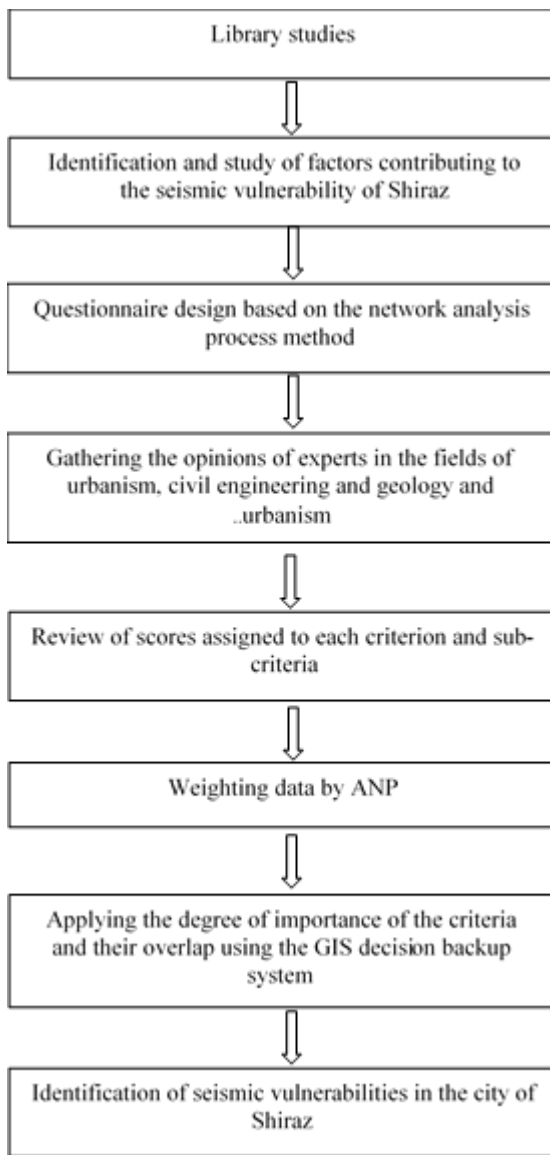 Library studies
Identification and study of factors contributing to
the seismic vulnerability of Shiraz
Questionnaire design based on the network analysis
process method
Gathering the opinions of experts in the fields of
urbanism, civil engineering and geology and
..urbanism
Review of scores assigned to each criterion and sub-
criteria
Weighting data by ANP
Applying the degree of importance of the criteria
and their overlap using the GIS decision backup
system
Identification of seismic vulnerabilities in the city of
Shiraz